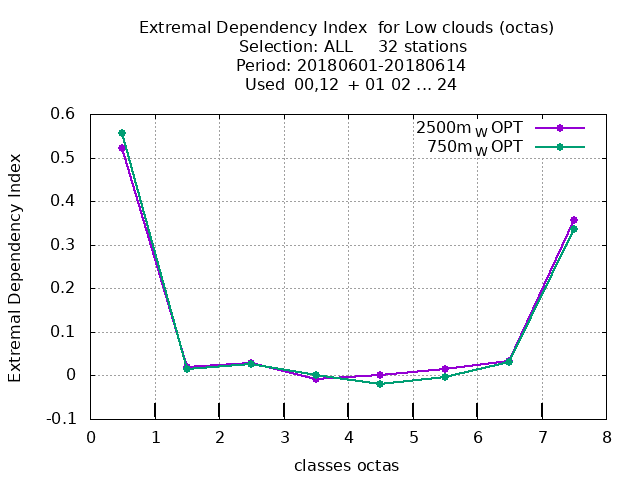 Extremal Dependency Index  for Low clouds (octas)
Selection: ALL     32 stations
Period: 20180601-20180614
Used  00,12  + 01 02 ... 24
2500m W OPT
750m W OPT
Extremal Dependency Index
0.6
0.5
0.4
0.3
0.2
0.1
0
-0.1
0 1 2 3 4 5 6 7 8
classes octas